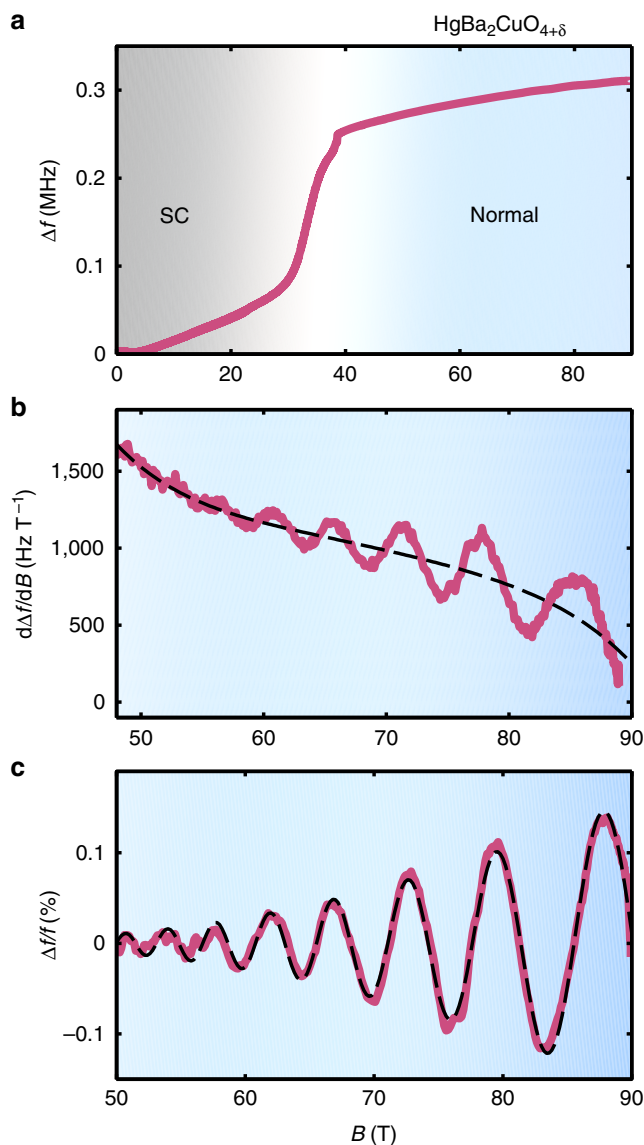 a
HgBa₂CuO₄₊δ
0.3
0.2
0.1
0
Δf (MHz)
SC
Normal
0 20 40 60 80
b
1,500
1,000
500
0
dΔf/dB (Hz T⁻¹)
50 60 70 80 90
c
0.1
0
–0.1
Δf/f (%)
50 60 70 80 90
B (T)